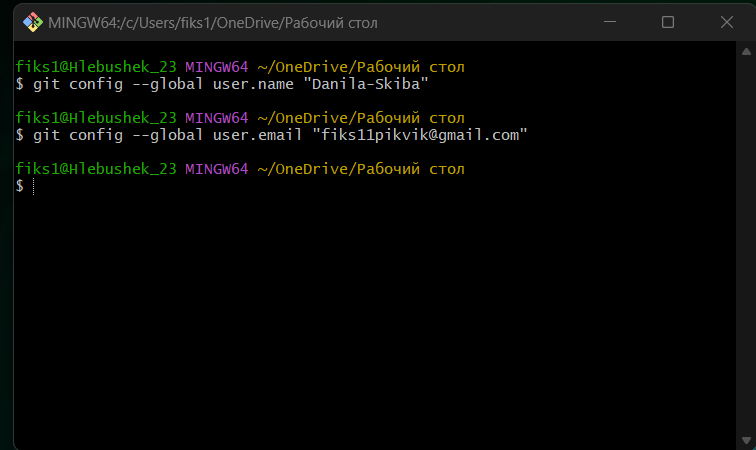 MINGW64:/c/Users/fiks1/OneDrive/Рабочий стол
fiks1@Hlebushek_23 MINGW64 ~/OneDrive/Рабочий стол
$ git config --global user.name "Danila-Skiba"
fiks1@Hlebushek_23 MINGW64 ~/OneDrive/Рабочий стол
$ git config --global user.email "fiks11pikvik@gmail.com"
fiks1@Hlebushek_23 MINGW64 ~/OneDrive/Рабочий стол
$